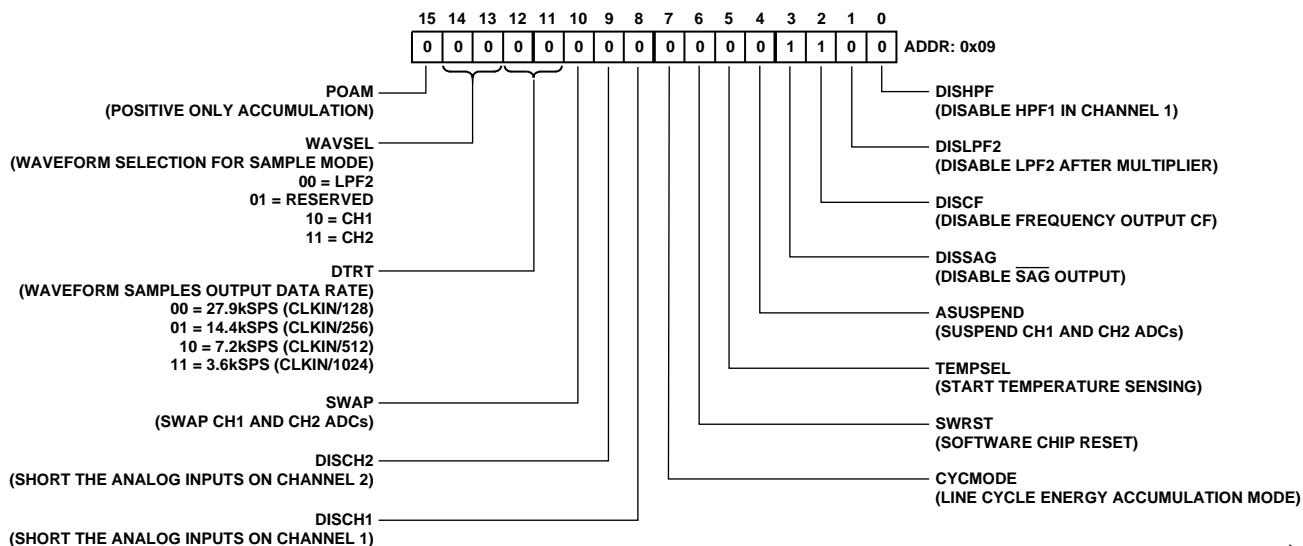 15 14 13 12 11 10 9 8 7 6 5 4 3 2 1 0
0 0 0 0 0 0 0 0 0 0 0 0 1 1 0 0 ADDR: 0x09
POAM
(POSITIVE ONLY ACCUMULATION)
WAVSEL
(WAVEFORM SELECTION FOR SAMPLE MODE)
00 = LPF2
01 = RESERVED
10 = CH1
11 = CH2
DTRT
(WAVEFORM SAMPLES OUTPUT DATA RATE)
00 = 27.9kSPS (CLKIN/128)
01 = 14.4kSPS (CLKIN/256)
10 = 7.2kSPS (CLKIN/512)
11 = 3.6kSPS (CLKIN/1024)
SWAP
(SWAP CH1 AND CH2 ADCs)
DISCH2
(SHORT THE ANALOG INPUTS ON CHANNEL 2)
DISCH1
(SHORT THE ANALOG INPUTS ON CHANNEL 1)
DISHPF
(DISABLE HPF1 IN CHANNEL 1)
DISLPF2
(DISABLE LPF2 AFTER MULTIPLIER)
DISCF
(DISABLE FREQUENCY OUTPUT CF)
DISSAG
(DISABLE SAG OUTPUT)
ASUSPEND
(SUSPEND CH1 AND CH2 ADCs)
TEMPSEL
(START TEMPERATURE SENSING)
SWRST
(SOFTWARE CHIP RESET)
CYCMODE
(LINE CYCLE ENERGY ACCUMULATION MODE)